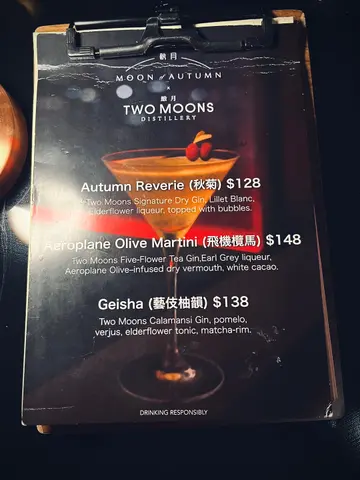 秋月
MOON of AUTUMN
×
餘月
TWO MOONS
DISTILLERY
Autumn Reverie (秋菊) $128
Two Moons Signature Dry Gin, Lillet Blanc,
Elderflower liqueur, topped with bubbles.
Aeroplane Olive Martini (飛機欖馬) $148
Two Moons Five-Flower Tea Gin,Earl Grey liqueur,
Aeroplane Olive–infused dry vermouth, white cacao.
Geisha (藝伎柚韻) $138
Two Moons Calamansi Gin, pomelo,
verjus, elderflower tonic, matcha-rim.
DRINKING RESPONSIBLY